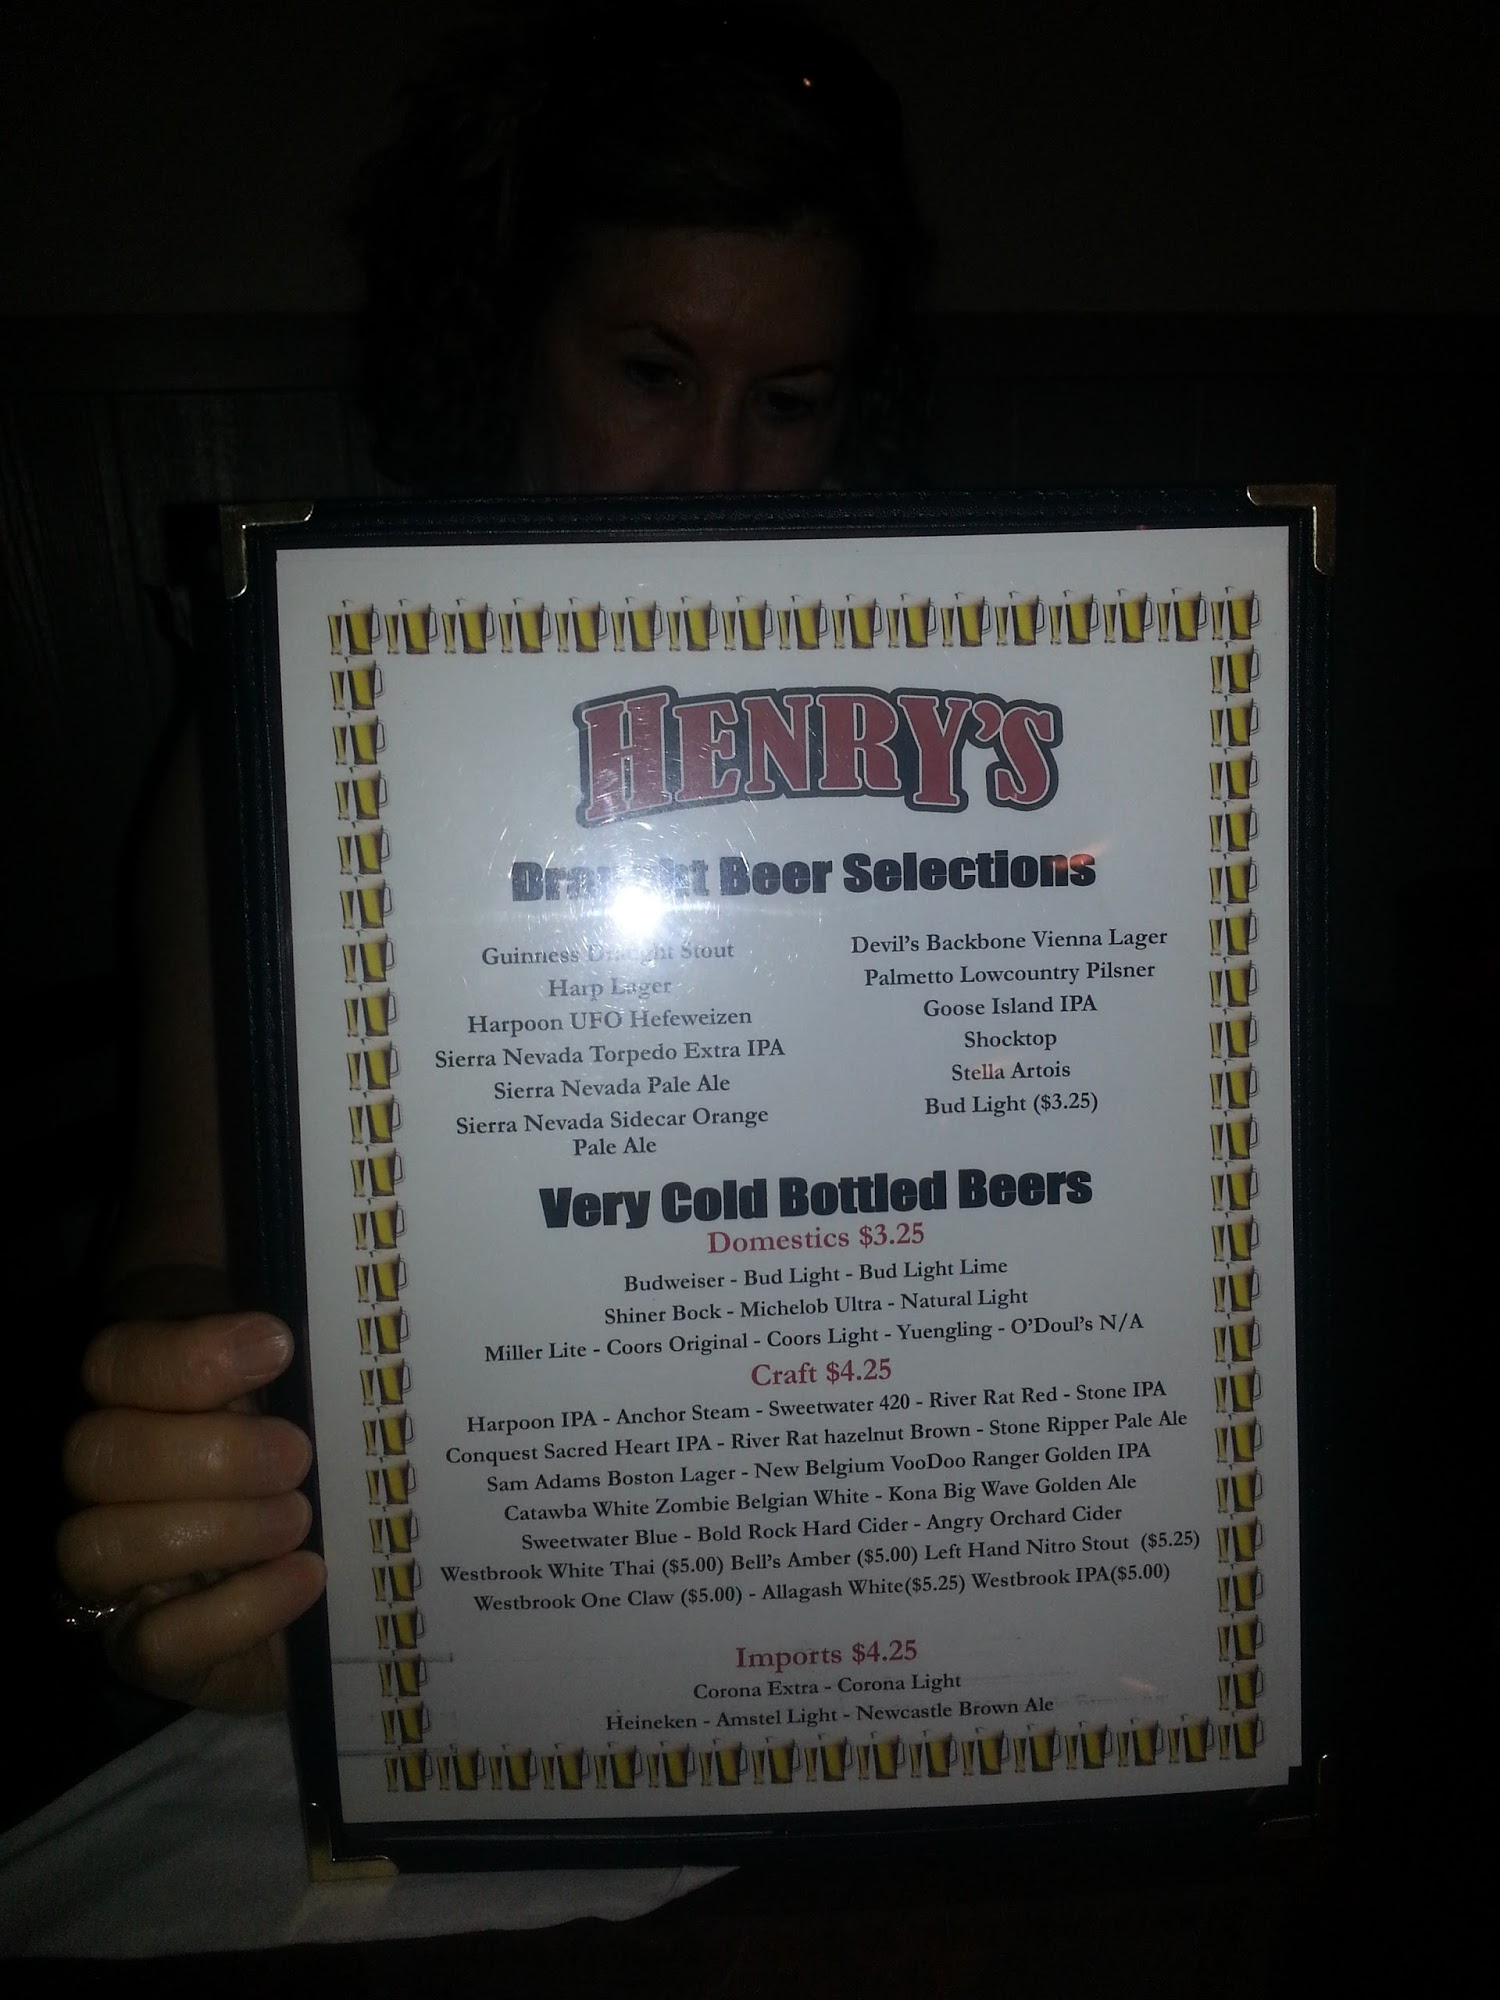 HENRY'S
Draught Beer Selections
Guinness Draught Stout
Harp Lager
Harpoon UFO Hefeweizen
Sierra Nevada Torpedo Extra IPA
Sierra Nevada Pale Ale
Sierra Nevada Sidecar Orange
Pale Ale
Devil's Backbone Vienna Lager
Palmetto Lowcountry Pilsner
Goose Island IPA
Shocktop
Stella Artois
Bud Light ($3.25)
Very Cold Bottled Beers
Domestics $3.25
Budweiser - Bud Light - Bud Light Lime
Shiner Bock - Michelob Ultra - Natural Light
Miller Lite - Coors Original - Coors Light - Yuengling - O'Doul's N/A
Craft $4.25
Harpoon IPA - Anchor Steam - Sweetwater 420 - River Rat Red - Stone IPA
Conquest Sacred Heart IPA - River Rat hazelnut Brown - Stone Ripper Pale Ale
Sam Adams Boston Lager - New Belgium VooDoo Ranger Golden IPA
Catawba White Zombie Belgian White - Kona Big Wave Golden Ale
Sweetwater Blue - Bold Rock Hard Cider - Angry Orchard Cider
Westbrook White Thai ($5.00) Bell's Amber ($5.00) Left Hand Nitro Stout ($5.25)
Westbrook One Claw ($5.00) - Allagash White($5.25) Westbrook IPA($5.00)
Imports $4.25
Corona Extra - Corona Light
Heineken - Amstel Light - Newcastle Brown Ale